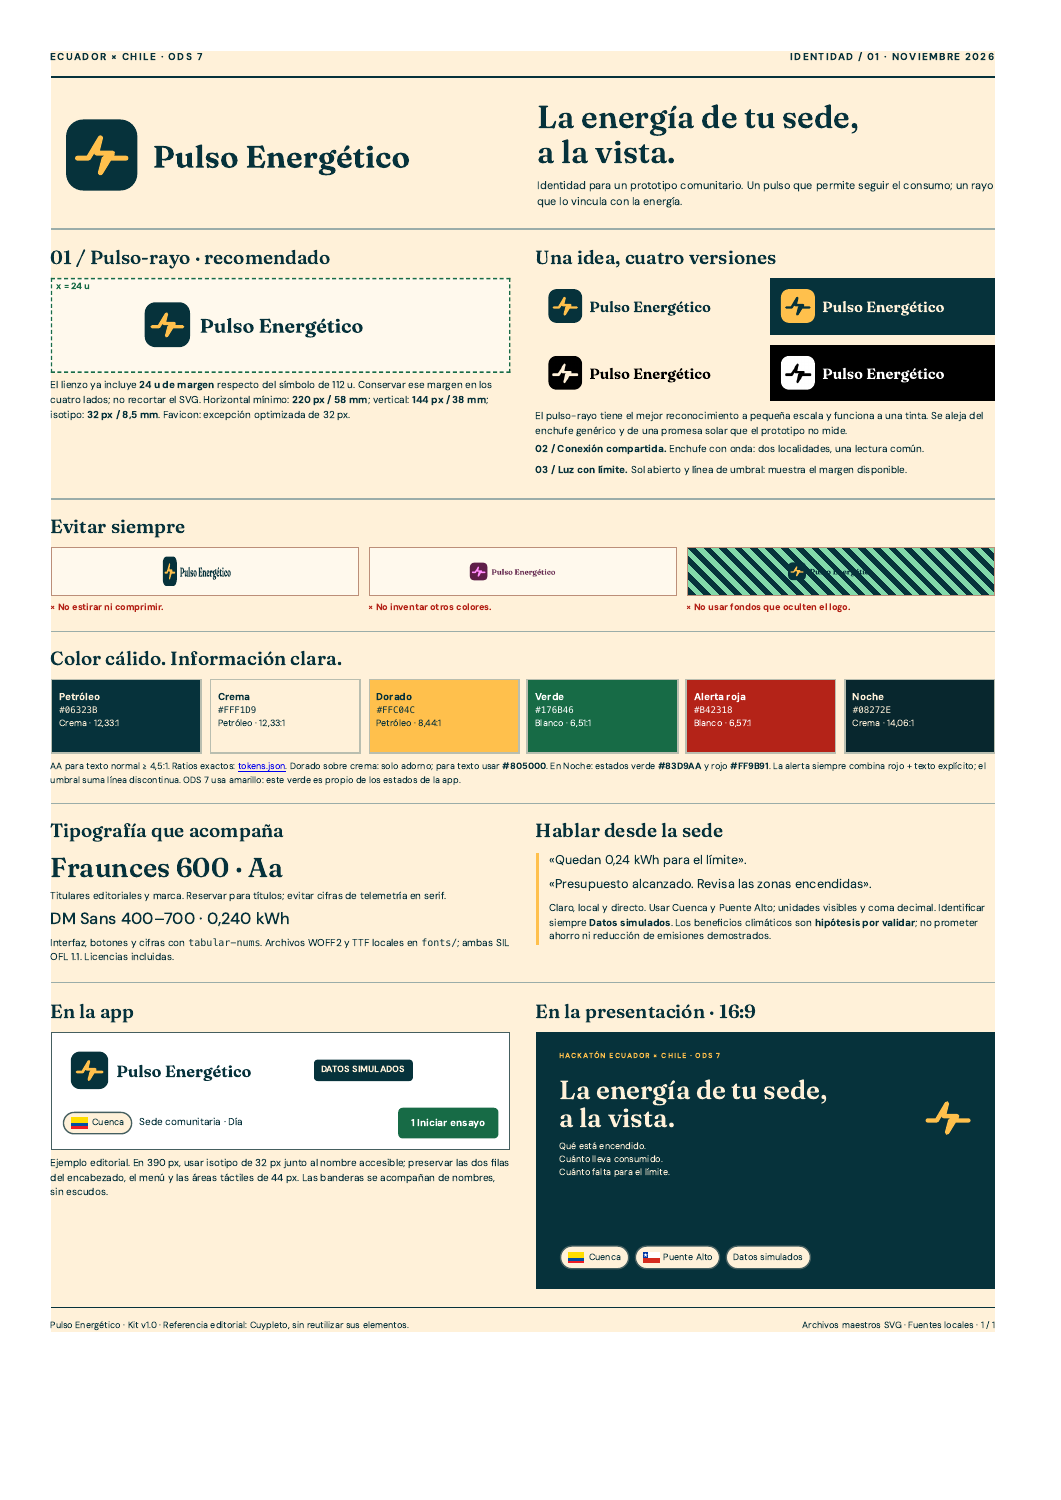 ECUADOR × CHILE · ODS 7
IDENTIDAD / 01 · NOVIEMBRE 2026
Pulso Energético
La energía de tu sede,
a la vista.
Identidad para un prototipo comunitario. Un pulso que permite seguir el consumo; un rayo
que lo vincula con la energía.
01 / Pulso-rayo · recomendado
x = 24 u
Pulso Energético
El lienzo ya incluye 24 u de margen respecto del símbolo de 112 u. Conservar ese margen en los
cuatro lados; no recortar el SVG. Horizontal mínimo: 220 px / 58 mm; vertical: 144 px / 38 mm;
isotipo: 32 px / 8,5 mm. Favicon: excepción optimizada de 32 px.
Una idea, cuatro versiones
Pulso Energético
Pulso Energético
Pulso Energético
Pulso Energético
El pulso-rayo tiene el mejor reconocimiento a pequeña escala y funciona a una tinta. Se aleja del
enchufe genérico y de una promesa solar que el prototipo no mide.
02 / Conexión compartida. Enchufe con onda: dos localidades, una lectura común.
03 / Luz con límite. Sol abierto y línea de umbral: muestra el margen disponible.
Evitar siempre
Pulso Energético
Pulso Energético
Pulso Energético
× No estirar ni comprimir.
× No inventar otros colores.
× No usar fondos que oculten el logo.
Color cálido. Información clara.
Petróleo
#06323B
Crema · 12,33:1
Crema
#FFF1D9
Petróleo · 12,33:1
Dorado
#FFC04C
Petróleo · 8,44:1
Verde
#176B46
Blanco · 6,51:1
Alerta roja
#B42318
Blanco · 6,57:1
Noche
#08272E
Crema · 14,06:1
AA para texto normal ≥ 4,5:1. Ratios exactos: tokens.json. Dorado sobre crema: solo adorno; para texto usar #805000. En Noche: estados verde #83D9AA y rojo #FF9B91. La alerta siempre combina rojo + texto explícito; el
umbral suma línea discontinua. ODS 7 usa amarillo: este verde es propio de los estados de la app.
Tipografía que acompaña
Fraunces 600 · Aa
Titulares editoriales y marca. Reservar para títulos; evitar cifras de telemetría en serif.
DM Sans 400–700 · 0,240 kWh
Interfaz, botones y cifras con tabular-nums. Archivos WOFF2 y TTF locales en fonts/; ambas SIL
OFL 1.1. Licencias incluidas.
Hablar desde la sede
«Quedan 0,24 kWh para el límite».
«Presupuesto alcanzado. Revisa las zonas encendidas».
Claro, local y directo. Usar Cuenca y Puente Alto; unidades visibles y coma decimal. Identificar
siempre Datos simulados. Los beneficios climáticos son hipótesis por validar; no prometer
ahorro ni reducción de emisiones demostrados.
En la app
Pulso Energético
DATOS SIMULADOS
Cuenca
Sede comunitaria · Día
1 Iniciar ensayo
Ejemplo editorial. En 390 px, usar isotipo de 32 px junto al nombre accesible; preservar las dos filas
del encabezado, el menú y las áreas táctiles de 44 px. Las banderas se acompañan de nombres,
sin escudos.
En la presentación · 16:9
HACKATÓN ECUADOR × CHILE · ODS 7
La energía de tu sede,
a la vista.
Qué está encendido.
Cuánto lleva consumido.
Cuánto falta para el límite.
Cuenca
Puente Alto
Datos simulados
Pulso Energético · Kit v1.0 · Referencia editorial: Cuypleto, sin reutilizar sus elementos.
Archivos maestros SVG · Fuentes locales · 1 / 1